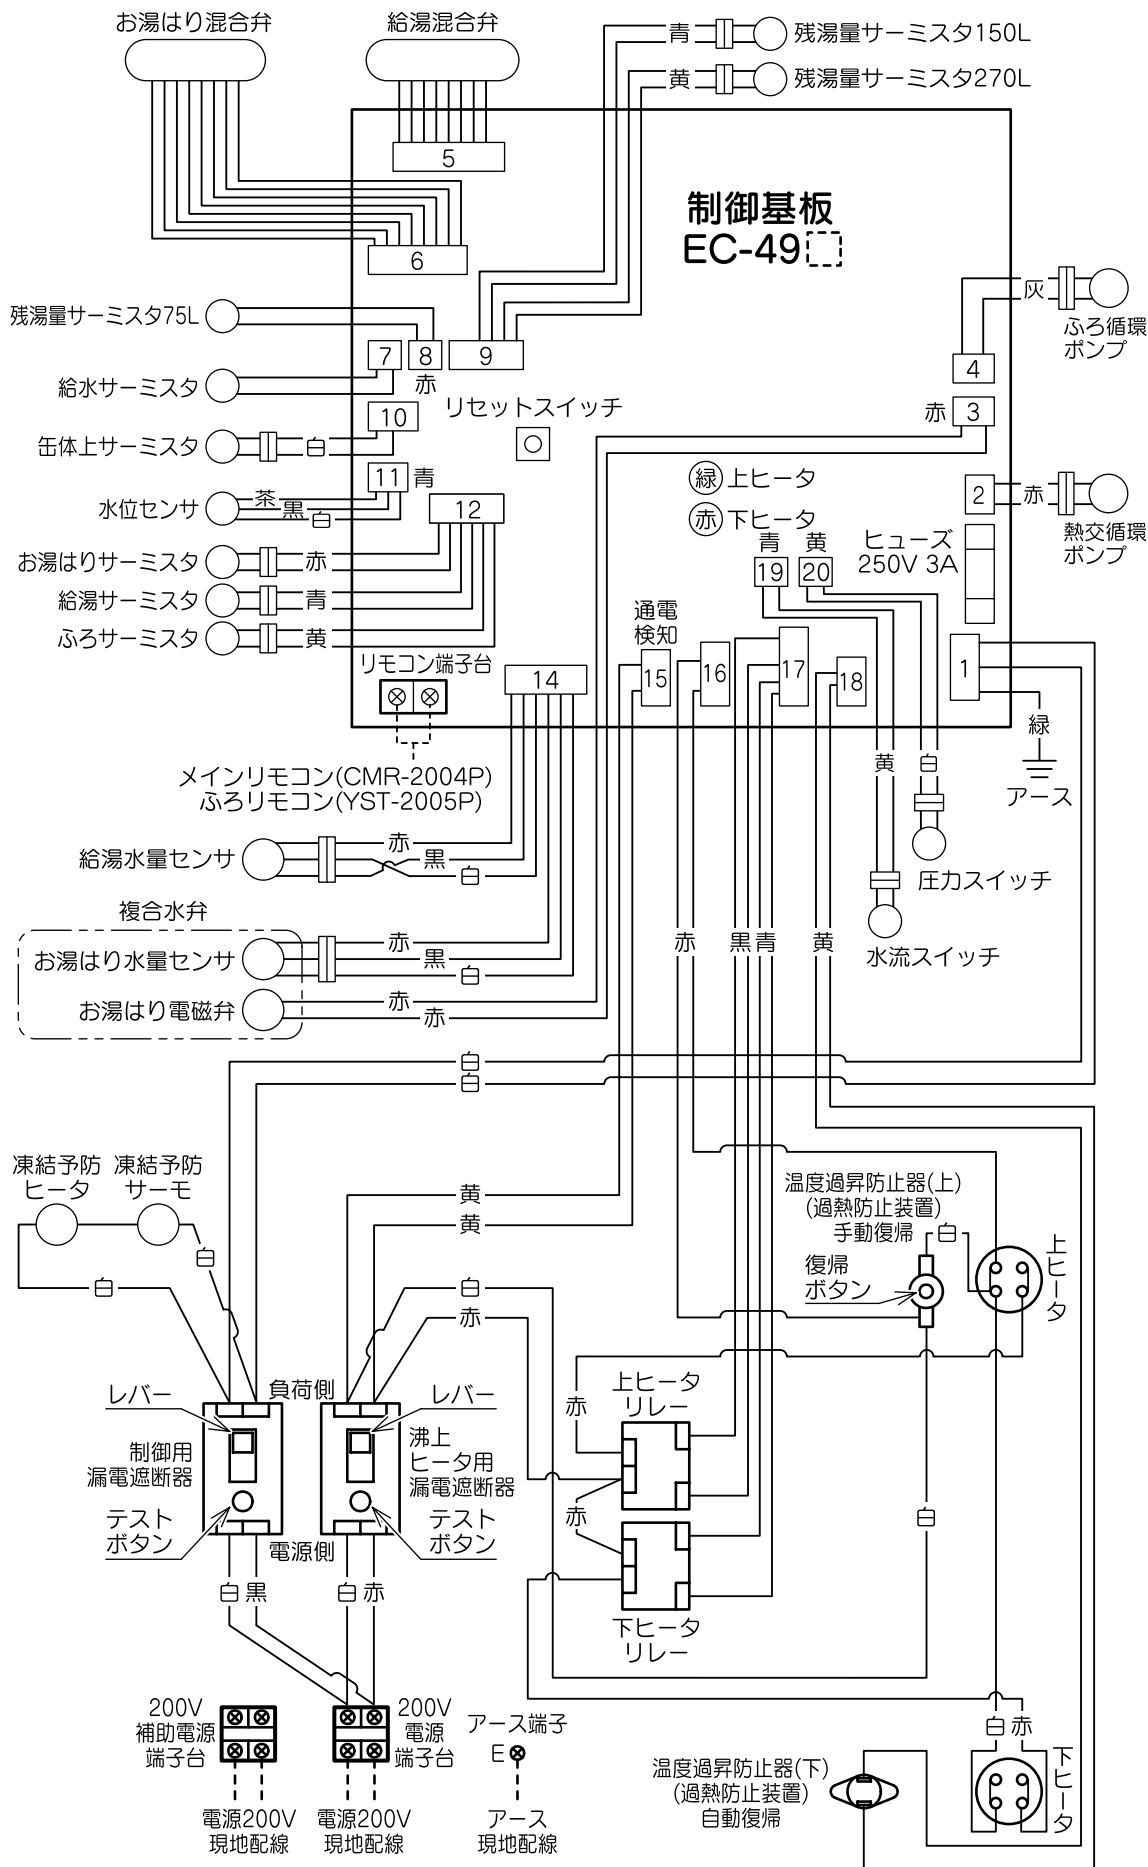 お湯はり混合弁
給湯混合弁
青
残湯量サーミスタ150L
黄
残湯量サーミスタ270L
5
制御基板
EC-49
6
残湯量サーミスタ75L
7
8
9
赤
給水サーミスタ
10
リセットスイッチ
缶体上サーミスタ
白
11
青
水位センサ
茶
黒
白
12
お湯はりサーミスタ
赤
給湯サーミスタ
青
ふろサーミスタ
黄
灰
ふろ循環
ポンプ
4
赤
3
緑
上ヒータ
赤
下ヒータ
2
赤
熱交循環
ポンプ
ヒューズ
250V 3A
青
黄
19
20
通電
検知
リモコン端子台
14
15
16
17
18
1
緑
アース
メインリモコン(CMR-2004P)
ふろリモコン(YST-2005P)
黄
白
圧力スイッチ
水流スイッチ
給湯水量センサ
赤
黒
白
複合水弁
お湯はり水量センサ
赤
黒
白
お湯はり電磁弁
赤
赤
赤
黒
青
黄
白
白
凍結予防
ヒータ
凍結予防
サーモ
黄
黄
白
白
白
赤
温度過昇防止器(上)
(過熱防止装置)
手動復帰
白
復帰
ボタン
上ヒータ
レバー
負荷側
レバー
制御用
漏電遮断器
沸上
ヒータ用
漏電遮断器
テスト
ボタン
テスト
ボタン
電源側
赤
上ヒータ
リレー
赤
下ヒータ
リレー
白
白
黒
白
赤
200V
補助電源
端子台
200V
電源
端子台
アース端子
E
電源200V
現地配線
電源200V
現地配線
アース
現地配線
白
赤
温度過昇防止器(下)
(過熱防止装置)
自動復帰
下ヒータ